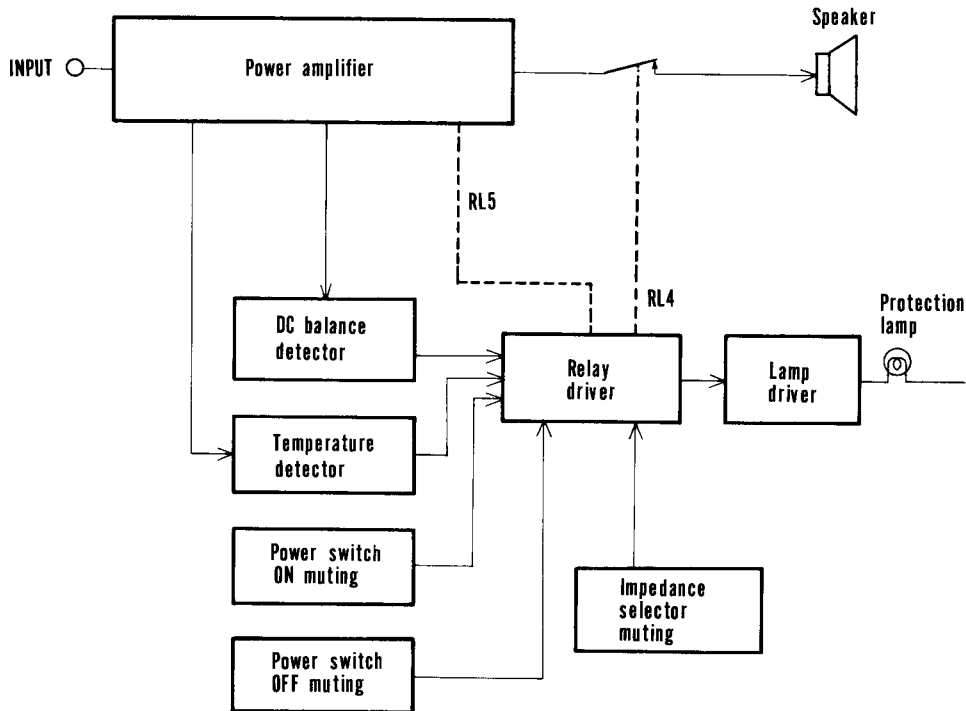 Speaker
INPUT
Power amplifier
RL5
RL4
DC balance
detector
Protection
lamp
Relay
driver
Lamp
driver
Temperature
detector
Power switch
ON muting
Impedance
selector
muting
Power switch
OFF muting